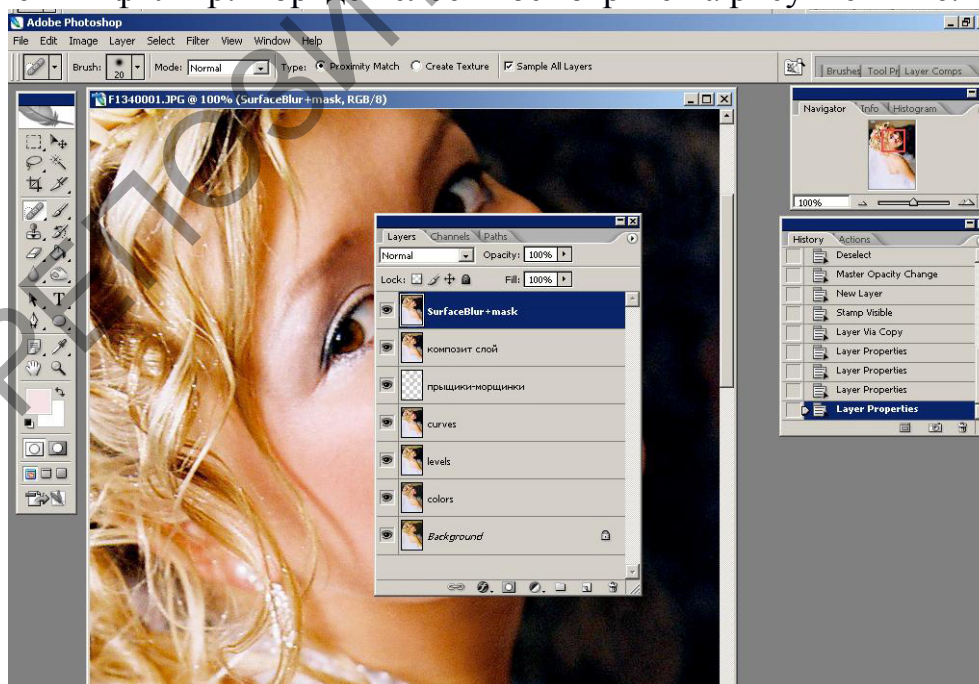 Adobe Photoshop
File Edit Image Layer Select Filter View Window Help
Brush: 20 Mode: Normal Type: Proximity Match Create Texture Sample All Layers
Brushes Tool Pr Layer Comps
F1340001.JPG @ 100% (SurfaceBlur+mask, RGB/8)
Navigator Info Histogram
100%
Layers Channels Paths
Normal Opacity: 100%
Lock: Fill: 100%
SurfaceBlur+mask
композит слой
прыщики-морщинки
curves
levels
colors
Background
History Actions
Deselect
Master Opacity Change
New Layer
Stamp Visible
Layer Via Copy
Layer Properties
Layer Properties
Layer Properties
Layer Properties
РЕПОЗИ